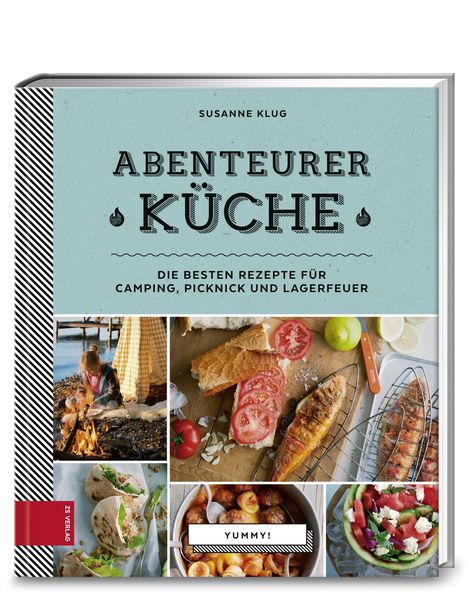 SUSANNE KLUG
ABENTEURER
KÜCHE
DIE BESTEN REZEPTE FÜR
CAMPING, PICKNICK UND LAGERFEUER
ZS VERLAG
YUMMY!